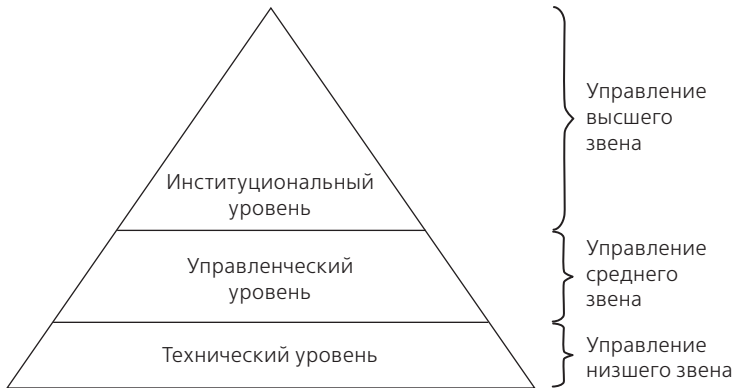 Институциональный
уровень
Управление
высшего
звена
Управленческий
уровень
Управление
среднего
звена
Технический уровень
Управление
низшего звена